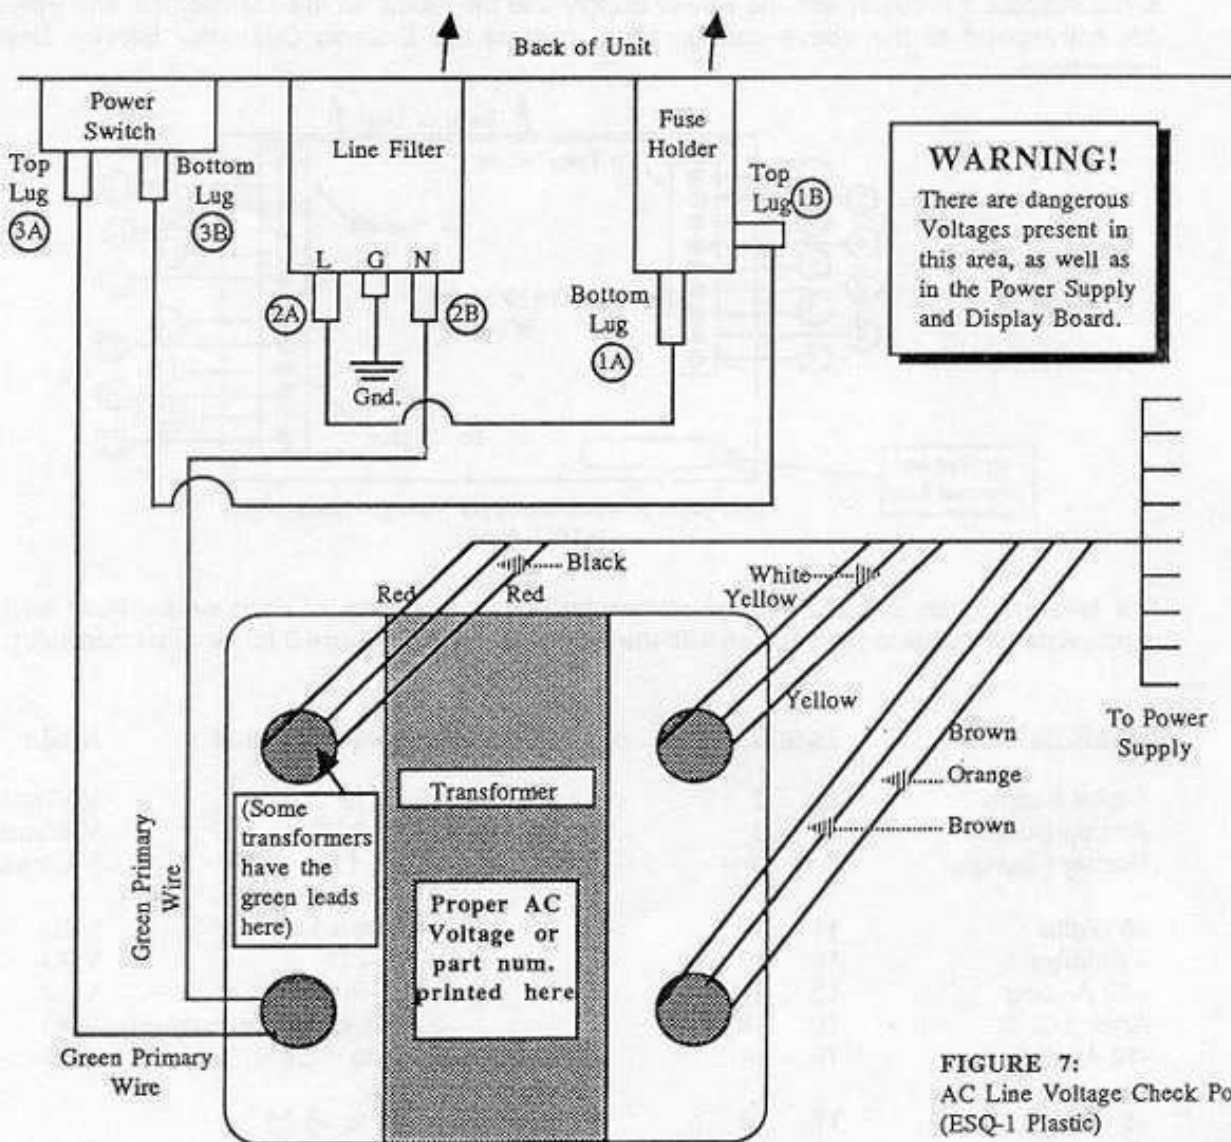 Back of Unit
Power
Switch
Line Filter
Fuse
Holder
Top
Lug
3A
Bottom
Lug
3B
L G N
2A
2B
Gnd.
Top
Lug 1B
Bottom
Lug
1A
WARNING!
There are dangerous
Voltages present in
this area, as well as
in the Power Supply
and Display Board.
Red
Black
Red
White
Yellow
Yellow
Brown
Orange
Brown
To Power
Supply
Transformer
(Some
transformers
have the
green leads
here)
Proper AC
Voltage or
part num.
printed here
Green Primary
Wire
Green Primary
Wire
FIGURE 7:
AC Line Voltage Check Po
(ESQ-1 Plastic)